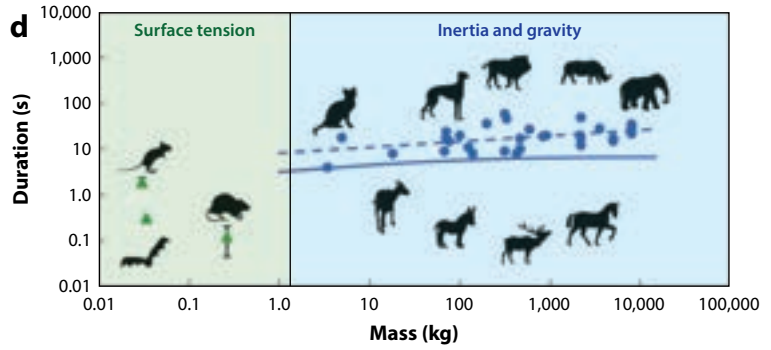 d
Surface tension
Inertia and gravity
Duration (s)
10,000
1,000
100
10
1.0
0.1
0.01
0.01 0.1 1.0 10 100 1,000 10,000 100,000
Mass (kg)